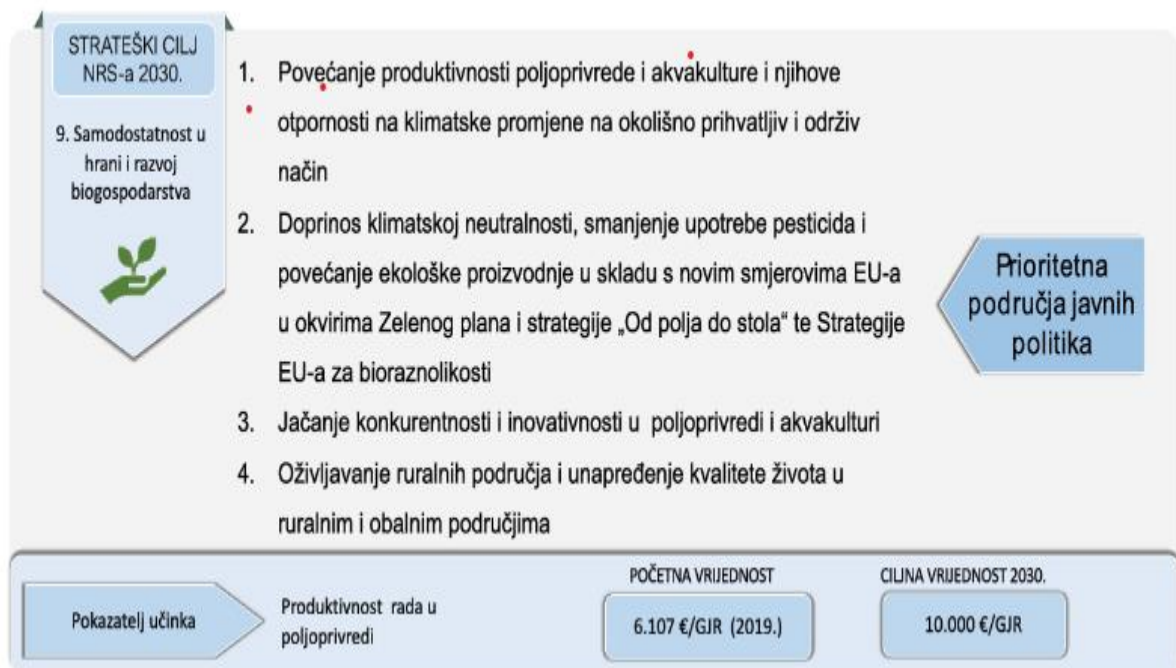 STRATEŠKI CILJ
NRS-a 2030.
9. Samodostatnost u
hrani i razvoj
biogospodarstva
1. Povećanje produktivnosti poljoprivrede i akvakulture i njihove
otpornosti na klimatske promjene na okolišno prihvatljiv i održiv
način
2. Doprinos klimatskoj neutralnosti, smanjenje upotrebe pesticida i
povećanje ekološke proizvodnje u skladu s novim smjerovima EU-a
u okvirima Zelenog plana i strategije „Od polja do stola“ te Strategije
EU-a za bioraznolikosti
3. Jačanje konkurentnosti i inovativnosti u poljoprivredi i akvakulturi
4. Oživljavanje ruralnih područja i unapređenje kvalitete života u
ruralnim i obalnim područjima
Prioritetna
područja javnih
politika
Pokazatelj učinka
Produktivnost rada u
poljoprivredi
POČETNA VRIJEDNOST
6.107 €/GJR (2019.)
CILJNA VRIJEDNOST 2030.
10.000 €/GJR